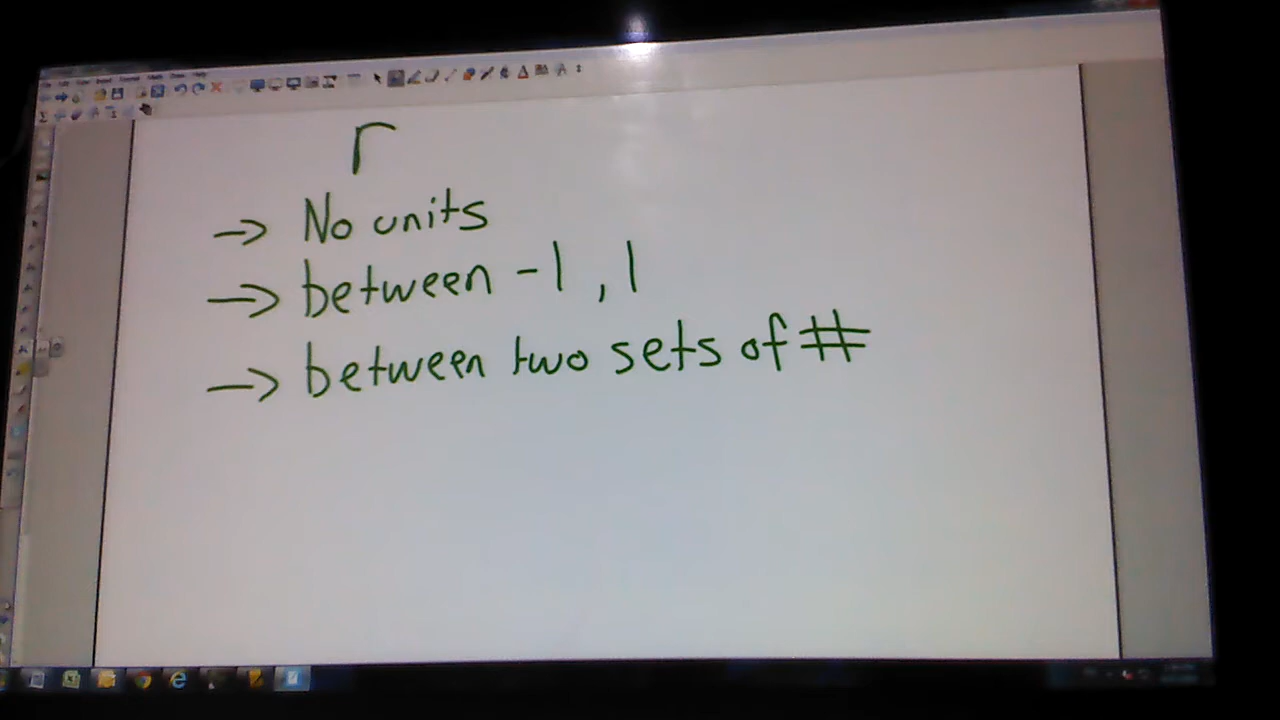 r
→ No units
→ between -1 , 1
→ between two sets of #